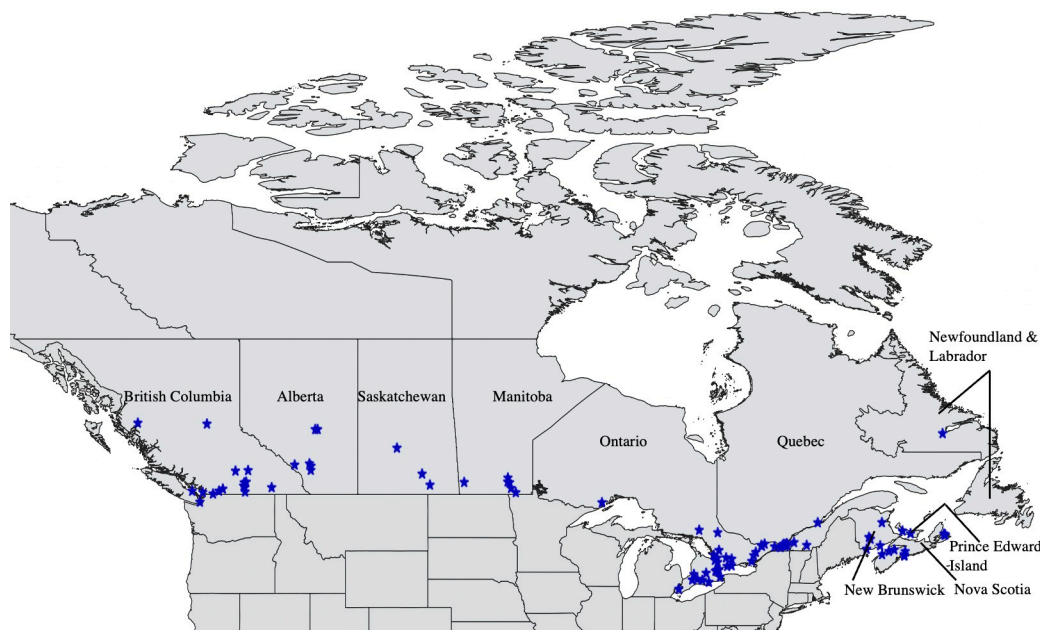 Newfoundland &
Labrador
British Columbia
Alberta
Saskatchewan
Manitoba
Ontario
Quebec
Prince Edward
Island
New Brunswick
Nova Scotia